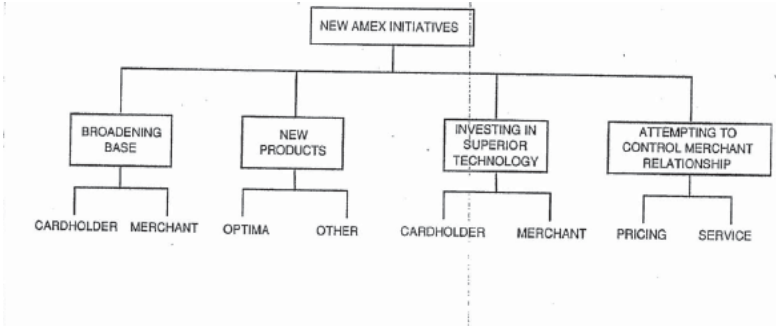 NEW AMEX INITIATIVES
BROADENING
BASE
NEW
PRODUCTS
INVESTING IN
SUPERIOR
TECHNOLOGY
ATTEMPTING TO
CONTROL MERCHANT
RELATIONSHIP
CARDHOLDER
MERCHANT
OPTIMA
OTHER
CARDHOLDER
MERCHANT
PRICING
SERVICE